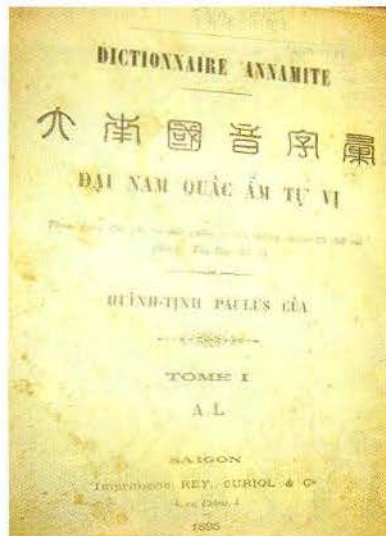 DICTIONNAIRE ANNAMITE
大南國音字彙
ĐẠI NAM QUẤC ÂM TỰ VỊ
HUÌNH-TỊNH PAULUS CỦA
TOME I
A. L
SAIGON
Imprimerie REY, CURIOL & Cie
1895